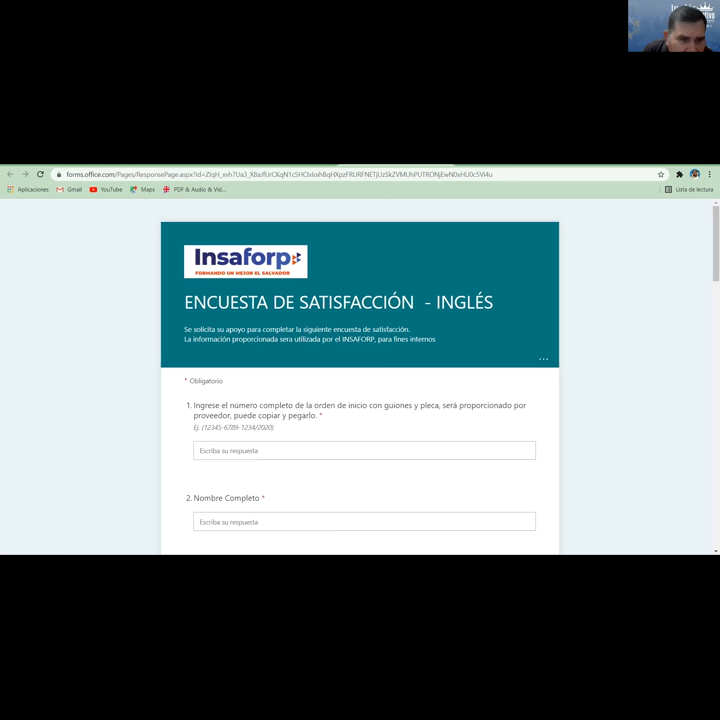 forms.office.com/Pages/ResponsePage.aspx?
Aplicaciones Gmail YouTube Maps PDF & Audio & Vid... Lista de lectura
Insaforp
FORMANDO UN MEJOR EL SALVADOR
ENCUESTA DE SATISFACCIÓN - INGLÉS
Se solicita su apoyo para completar la siguiente encuesta de satisfacción.
La información proporcionada sera utilizada por el INSAFORP, para fines internos
...
* Obligatorio
1. Ingrese el número completo de la orden de inicio con guiones y pleca, será proporcionado por
proveedor, puede copiar y pegarlo. *
Ej. (12345-6789-1234/2020)
Escriba su respuesta
2. Nombre Completo *
Escriba su respuesta